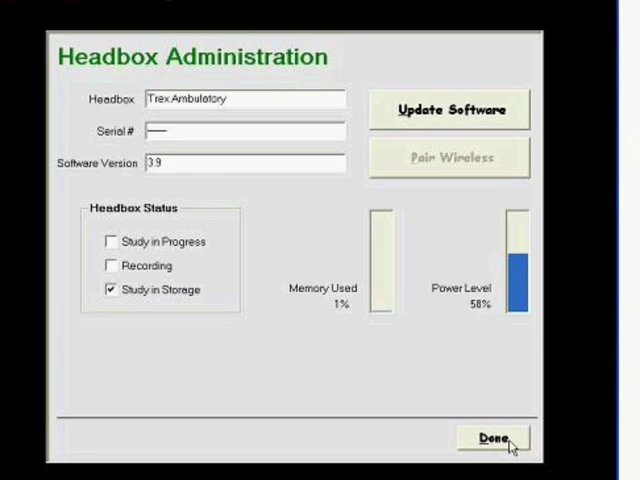 Headbox Administration
Headbox Trex Ambulatory
Update Software
Serial # -----
Software Version 3.9
Pair Wireless
Headbox Status
Study in Progress
Recording
Study in Storage
Memory Used
1%
Power Level
58%
Done